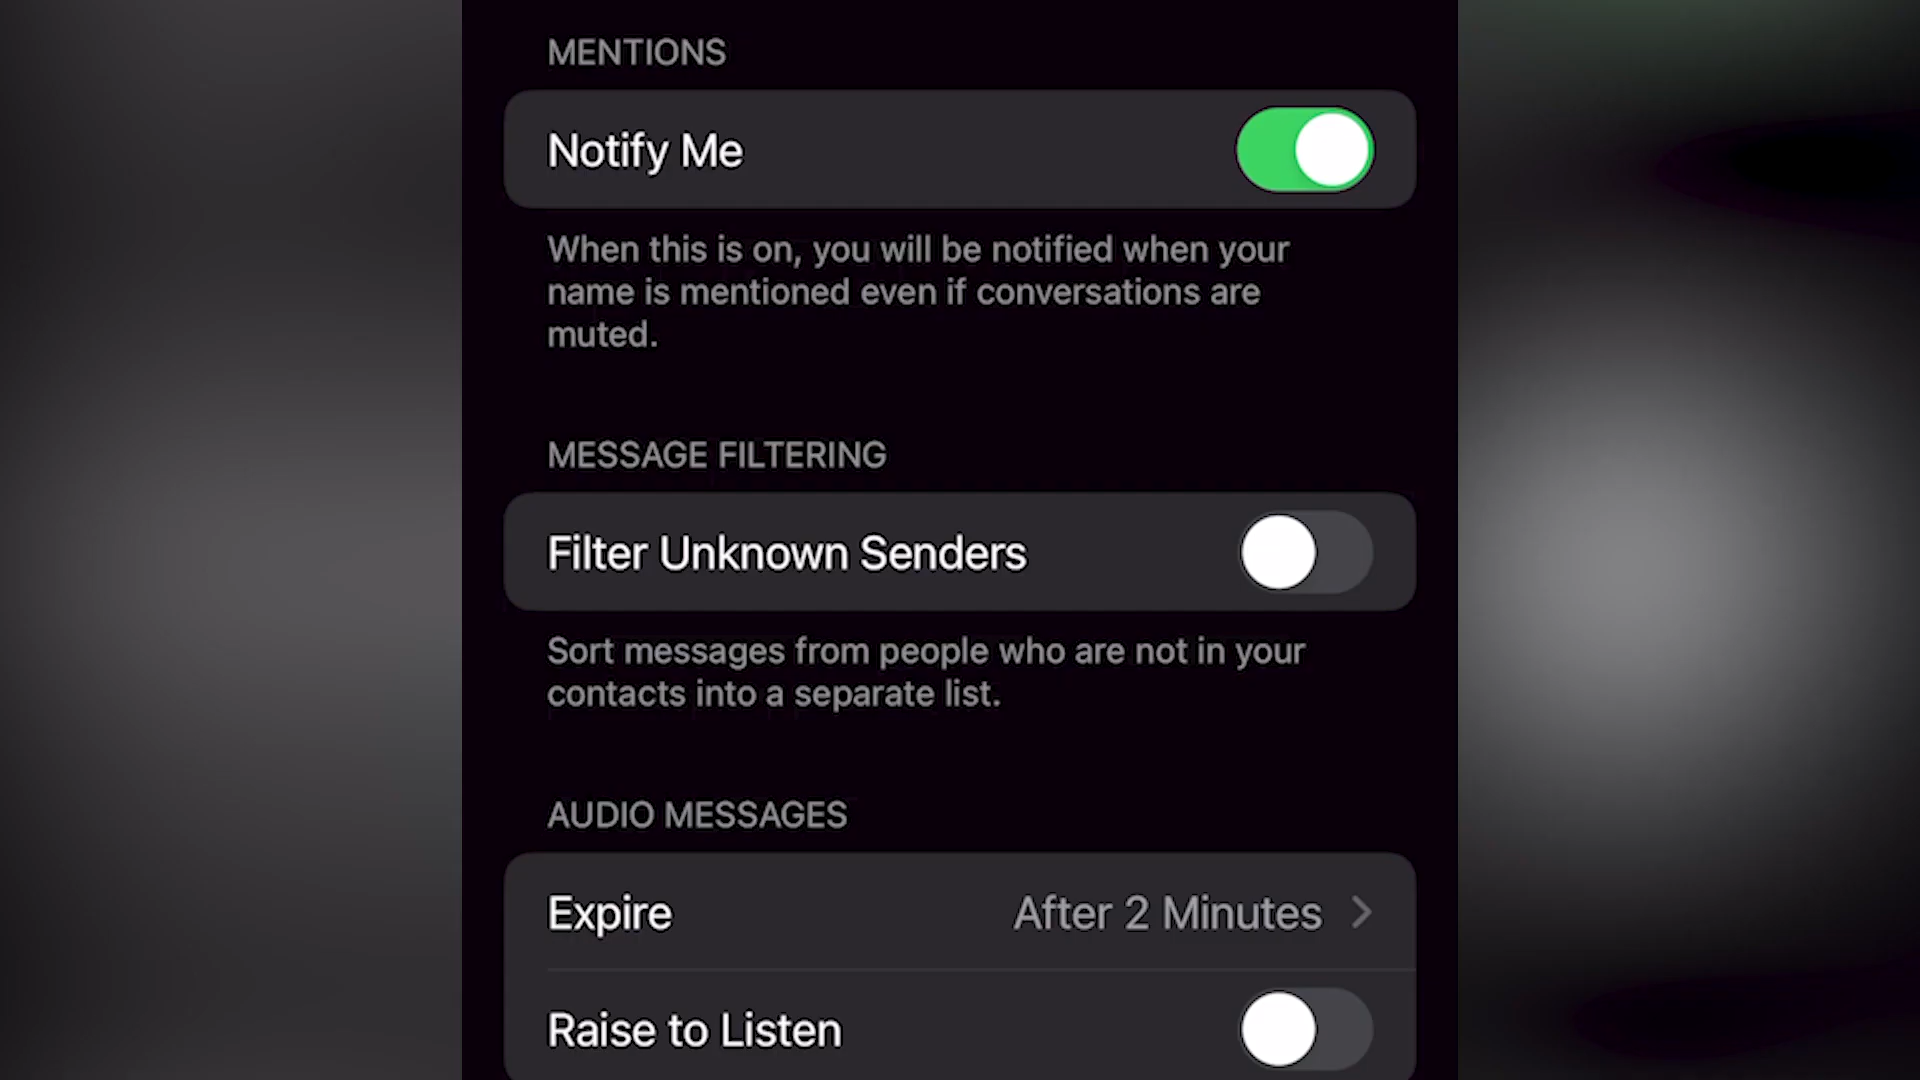 MENTIONS
Notify Me
When this is on, you will be notified when your
name is mentioned even if conversations are
muted.
MESSAGE FILTERING
Filter Unknown Senders
Sort messages from people who are not in your
contacts into a separate list.
AUDIO MESSAGES
Expire After 2 Minutes
Raise to Listen